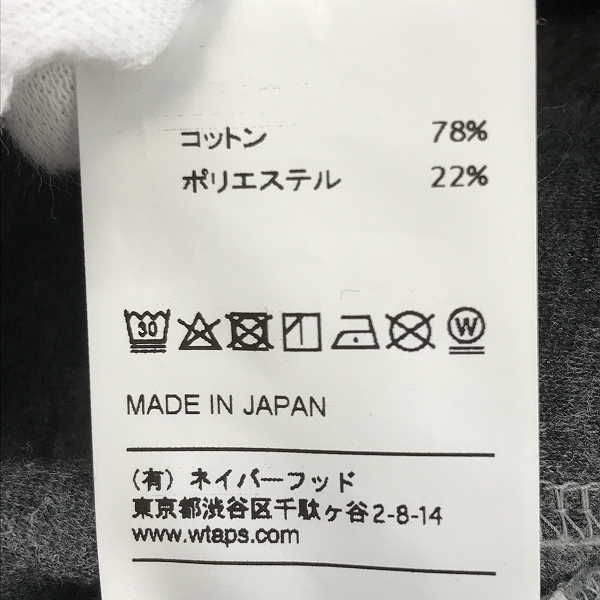 コットン 78%
ポリエステル 22%
30 W
MADE IN JAPAN
（有）ネイバーフッド
東京都渋谷区千駄ヶ谷2-8-14
www.wtaps.com